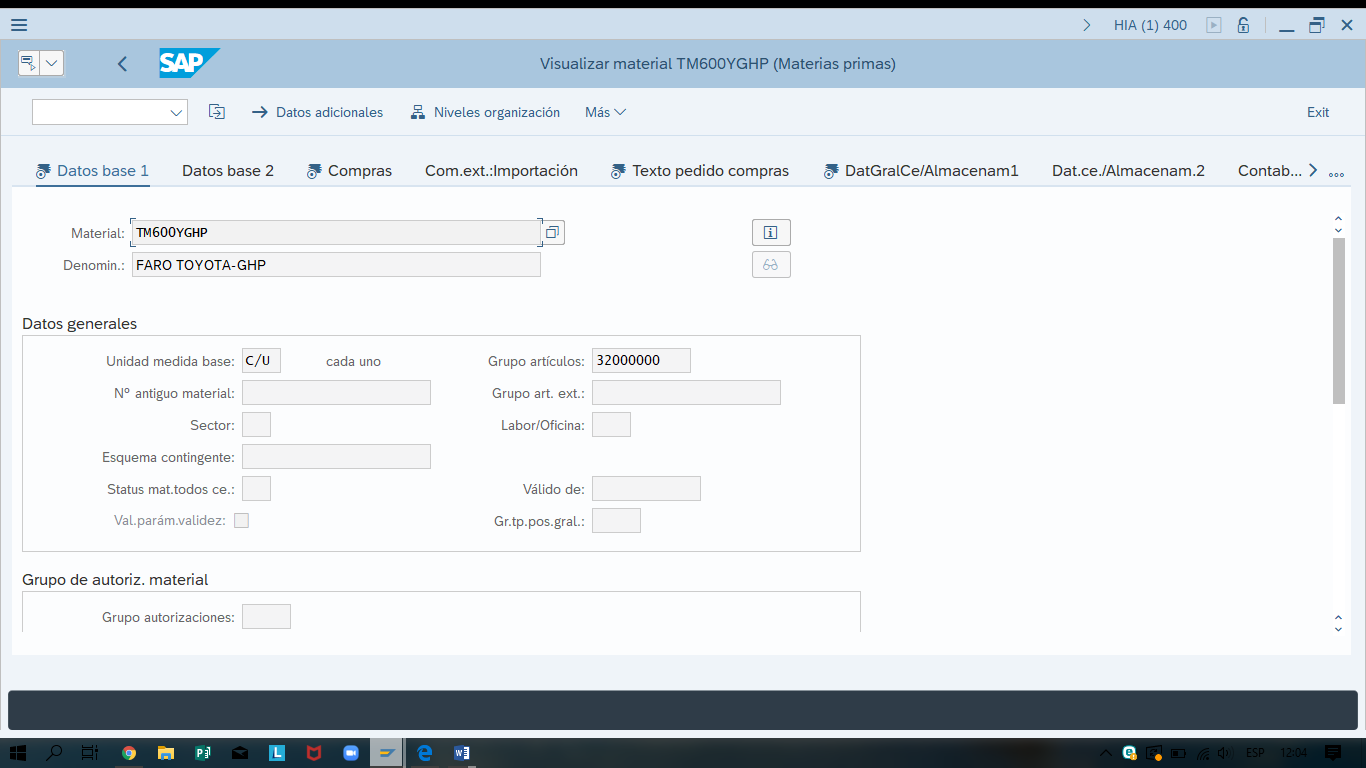 HIA (1) 400
SAP
Visualizar material TM600YGHP (Materias primas)
Datos adicionales
Niveles organización
Más
Exit
Datos base 1
Datos base 2
Compras
Com.ext.:Importación
Texto pedido compras
DatGralCe/Almacenam1
Dat.ce./Almacenam.2
Contab...
Material: TM600YGHP
Denomin.: FARO TOYOTA-GHP
Datos generales
Unidad medida base: C/U cada uno Grupo artículos: 32000000
Nº antiguo material: Grupo art. ext.:
Sector: Labor/Oficina:
Esquema contingente:
Status mat.todos ce.: Válido de:
Val.parám.validez: Gr.tp.pos.gral.:
Grupo de autoriz. material
Grupo autorizaciones:
ESP 12:04